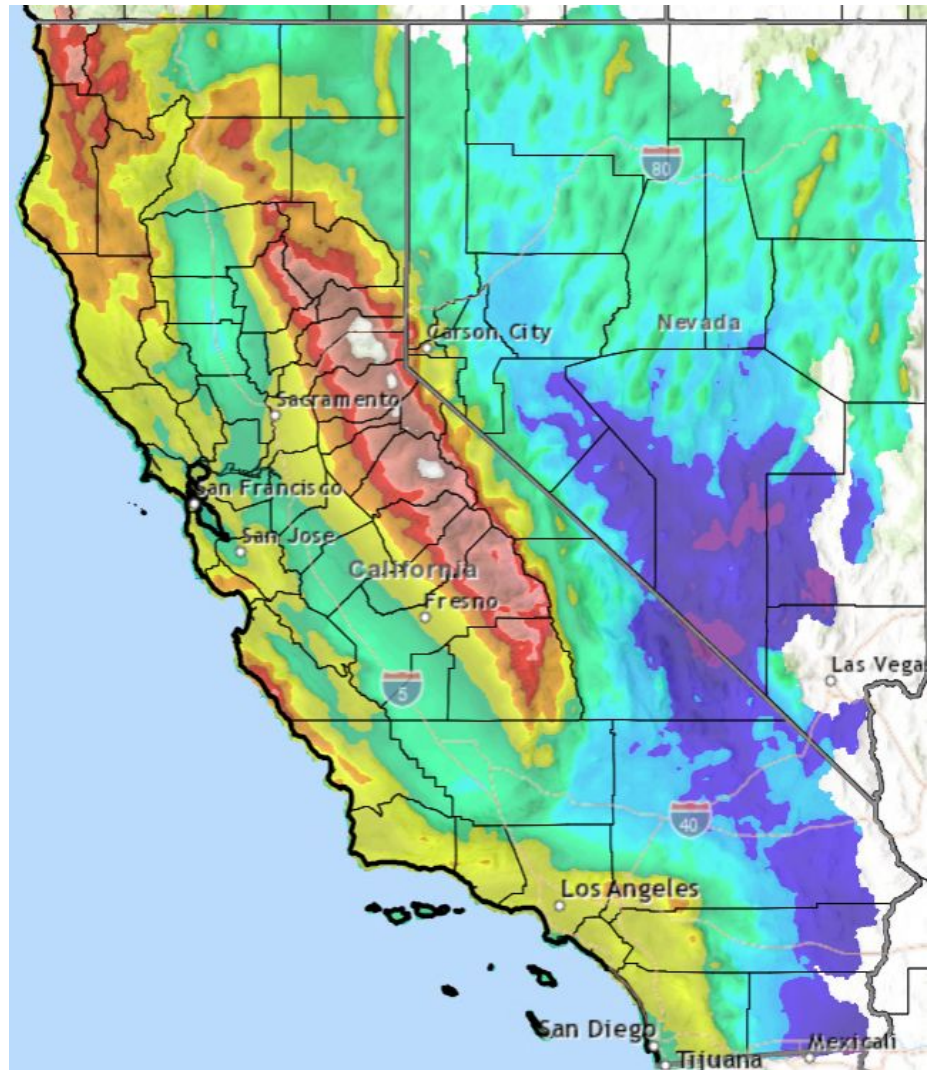 80
Carson City
Nevada
Sacramento
San Francisco
San Jose
California
Fresno
5
Las Vegas
40
Los Angeles
San Diego
Mexicali
Tijuana